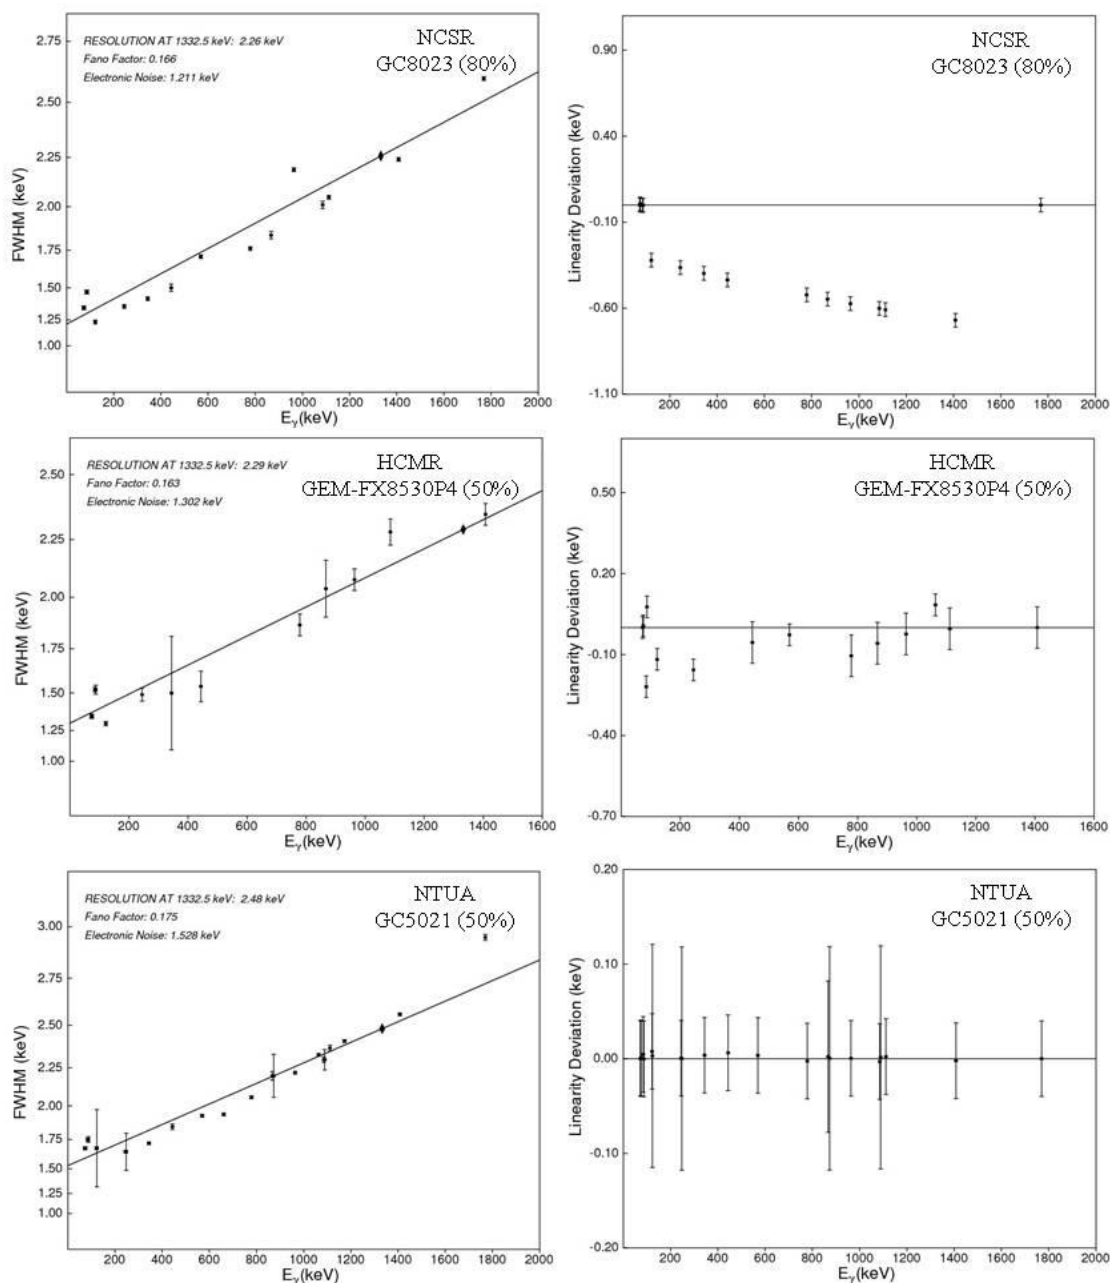 RESOLUTION AT 1332.5 keV: 2.26 keV
Fano Factor: 0.166
Electronic Noise: 1.211 keV
NCSR
GC8023 (80%)
FWHM (keV)
2.75
2.50
2.25
2.00
1.75
1.50
1.25
1.00
200 400 600 800 1000 1200 1400 1600 1800 2000
Eγ(keV)
NCSR
GC8023 (80%)
Linearity Deviation (keV)
0.90
0.40
-0.10
-0.60
-1.10
200 400 600 800 1000 1200 1400 1600 1800 2000
Eγ(keV)
RESOLUTION AT 1332.5 keV: 2.29 keV
Fano Factor: 0.163
Electronic Noise: 1.302 keV
HCMR
GEM-FX8530P4 (50%)
FWHM (keV)
2.50
2.25
2.00
1.75
1.50
1.25
1.00
200 400 600 800 1000 1200 1400 1600
Eγ(keV)
HCMR
GEM-FX8530P4 (50%)
Linearity Deviation (keV)
0.50
0.20
-0.10
-0.40
-0.70
200 400 600 800 1000 1200 1400 1600
Eγ(keV)
RESOLUTION AT 1332.5 keV: 2.48 keV
Fano Factor: 0.175
Electronic Noise: 1.528 keV
NTUA
GC5021 (50%)
FWHM (keV)
3.00
2.75
2.50
2.25
2.00
1.75
1.50
1.25
1.00
200 400 600 800 1000 1200 1400 1600 1800 2000
Eγ(keV)
NTUA
GC5021 (50%)
Linearity Deviation (keV)
0.20
0.10
0.00
-0.10
-0.20
200 400 600 800 1000 1200 1400 1600 1800 2000
Eγ(keV)